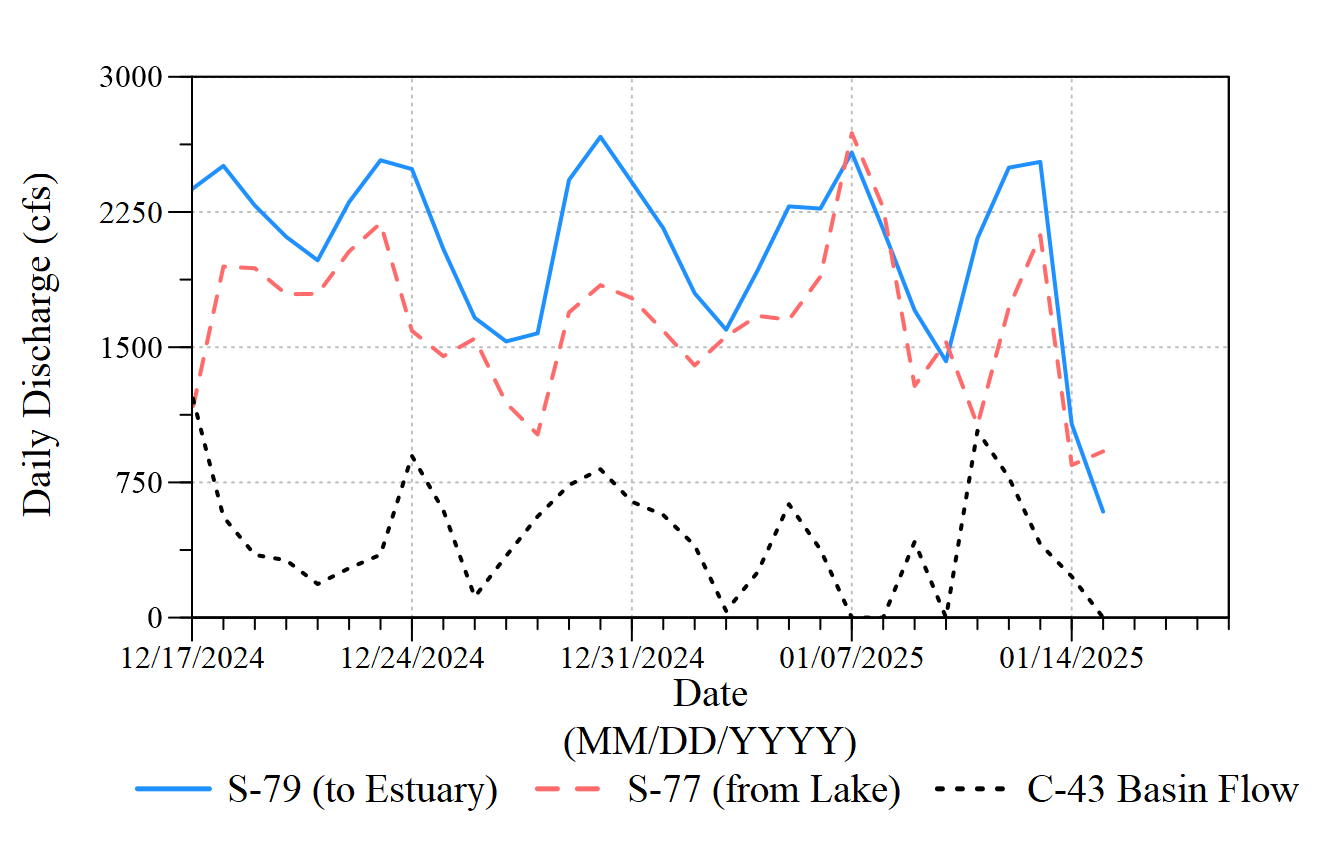 3000
2250
1500
750
0
Daily Discharge (cfs)
12/17/2024 12/24/2024 12/31/2024 01/07/2025 01/14/2025
Date
(MM/DD/YYYY)
S-79 (to Estuary) S-77 (from Lake) C-43 Basin Flow